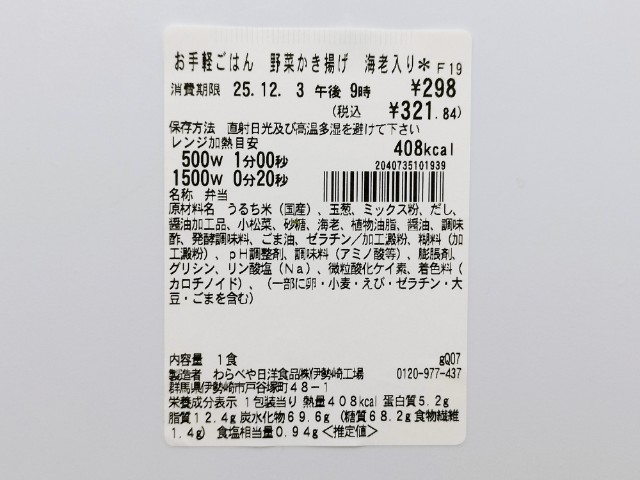 お手軽ごはん 野菜かき揚げ 海老入り＊ F19
消費期限 25.12. 3 午後 9時 ¥298
(税込 ¥321.84)
保存方法 直射日光及び高温多湿を避けて下さい
レンジ加熱目安 408kcal
500W 1分00秒
2040735101939
1500W 0分20秒
名称 弁当
原材料名 うるち米（国産）、玉葱、ミックス粉、だし、
醤油加工品、小松菜、砂糖、海老、植物油脂、醤油、調味
酢、発酵調味料、ごま油、ゼラチン／加工澱粉、糊料（加
工澱粉）、pH調整剤、調味料（アミノ酸等）、膨脹剤、
グリシン、リン酸塩（Na）、微粒酸化ケイ素、着色料（
カロチノイド）、（一部に卵・小麦・えび・ゼラチン・大
豆・ごまを含む）
内容量 1食 gQ07
製造者 わらべや日洋食品㈱伊勢崎工場 0120-977-437
群馬県伊勢崎市戸谷塚町48-1
栄養成分表示 1包装当り 熱量408kcal 蛋白質5.2g
脂質12.4g 炭水化物69.6g（糖質68.2g 食物繊維
1.4g） 食塩相当量0.94g＜推定値＞